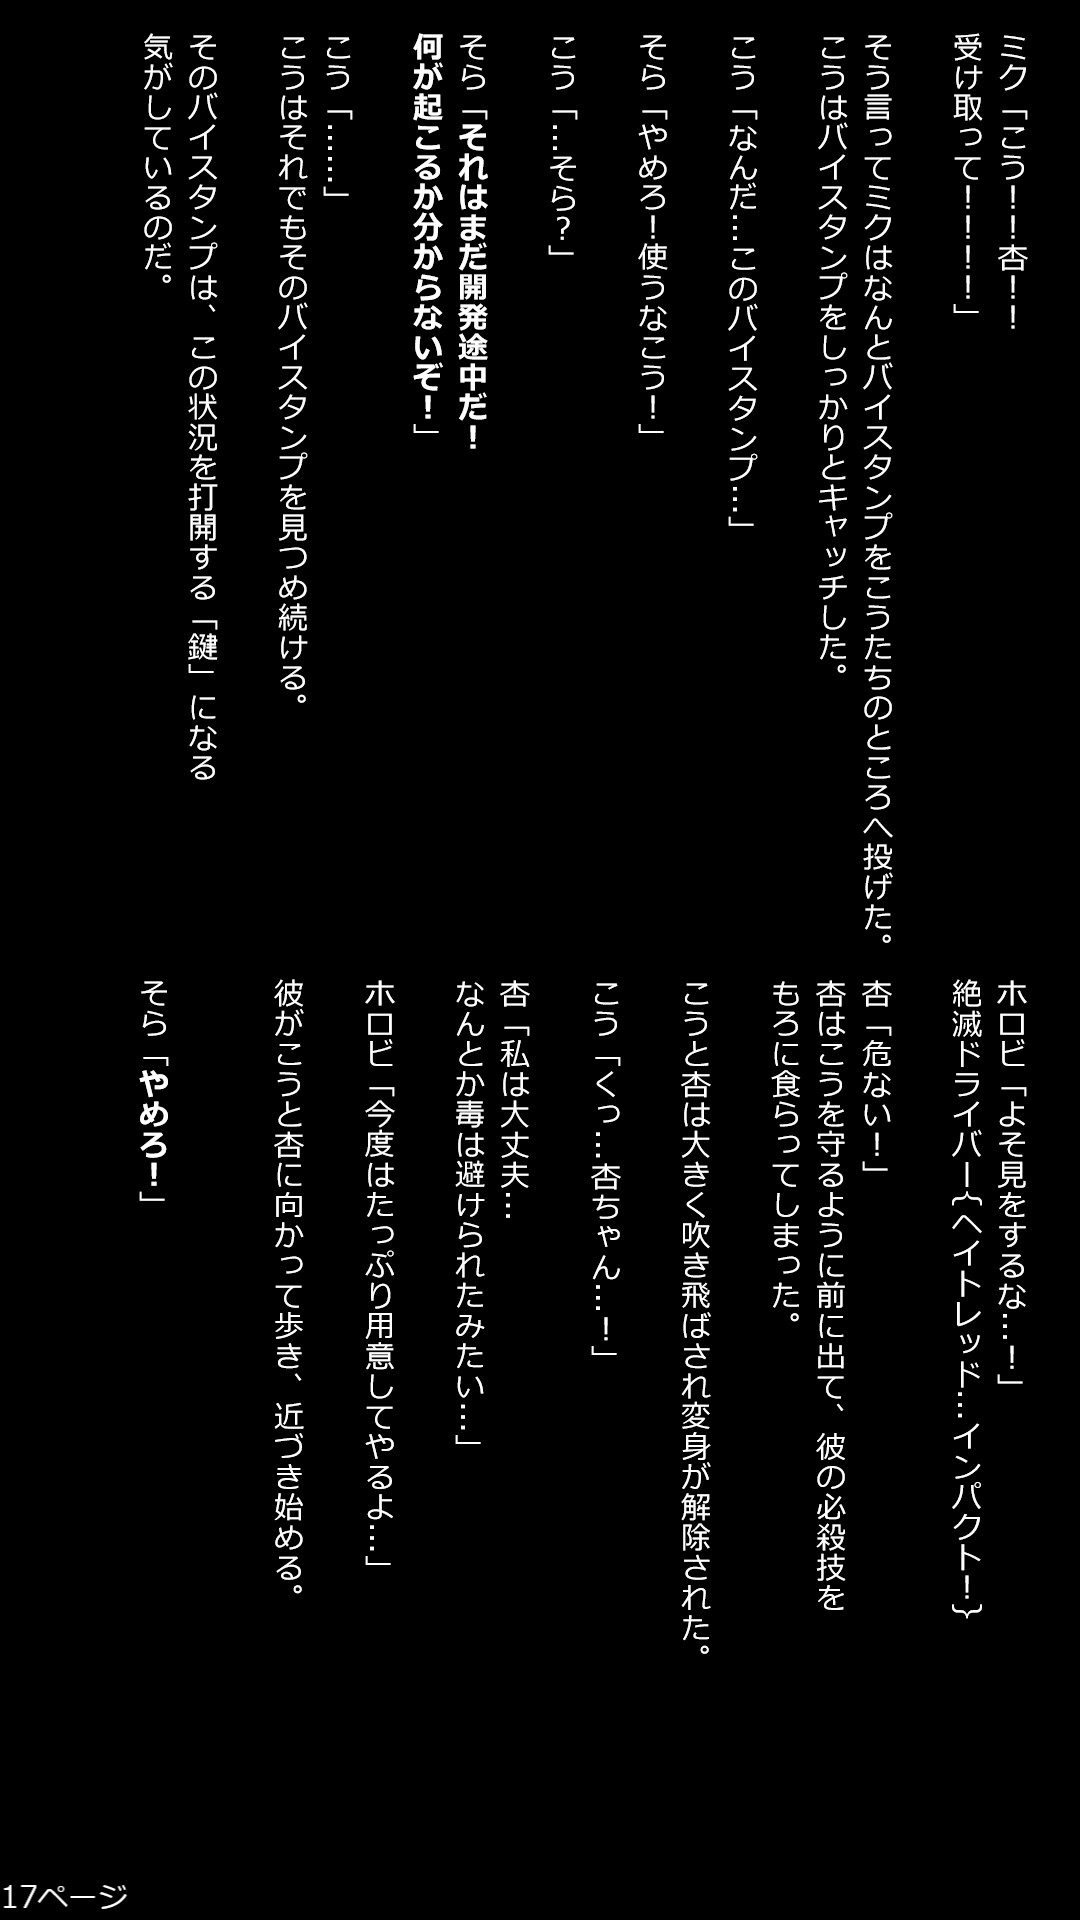 ミク「こう！！杏！！
受け取って！！！！」
そう言ってミクはなんとバイスタンプをこうたちのところへ投げた。
こうはバイスタンプをしっかりとキャッチした。
こう「なんだ…このバイスタンプ…」
そら「やめろ！使うなこう！」
こう「…そら？」
そら「それはまだ開発途中だ！
何が起こるか分からないぞ！」
こう「……」
こうはそれでもそのバイスタンプを見つめ続ける。
そのバイスタンプは、この状況を打開する「鍵」になる
気がしているのだ。
ホロビ「よそ見をするな…！」
絶滅ドライバー{ヘイトレッド…インパクト！}
杏「危ない！」
杏はこうを守るように前に出て、彼の必殺技を
もろに食らってしまった。
こうと杏は大きく吹き飛ばされ変身が解除された。
こう「くっ…杏ちゃん…！」
杏「私は大丈夫…
なんとか毒は避けられたみたい…」
ホロビ「今度はたっぷり用意してやるよ…」
彼がこうと杏に向かって歩き、近づき始める。
そら「やめろ！」
17ページ